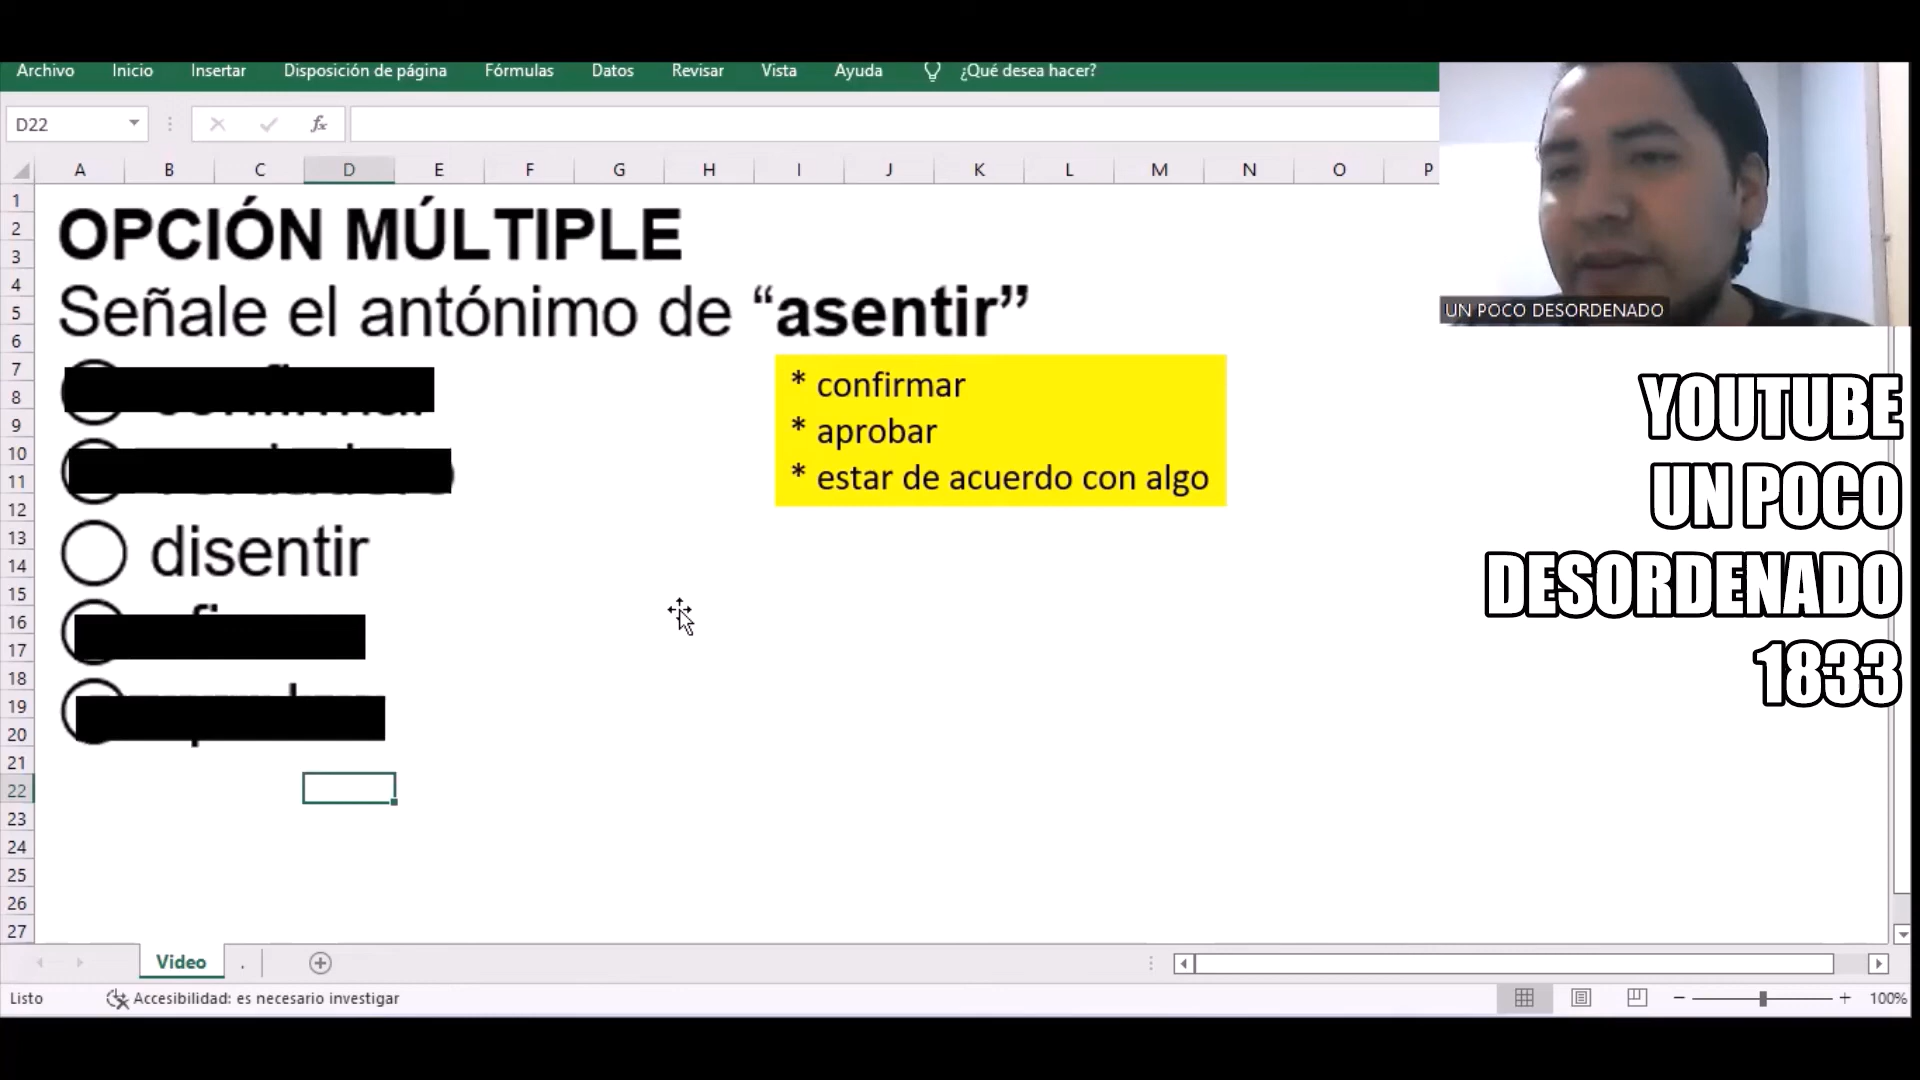 Archivo Inicio Insertar Disposición de página Fórmulas Datos Revisar Vista Ayuda ¿Qué desea hacer?
D22 fx
A B C D E F G H I J K L M N O P
1
2
3
4
5
6
7
8
9
10
11
12
13
14
15
16
17
18
19
20
21
22
23
24
25
26
27
OPCIÓN MÚLTIPLE
Señale el antónimo de “asentir”
disentir
* confirmar
* aprobar
* estar de acuerdo con algo
UN POCO DESORDENADO
YOUTUBE
UN POCO
DESORDENADO
1833
Video .
Listo Accesibilidad: es necesario investigar 100%